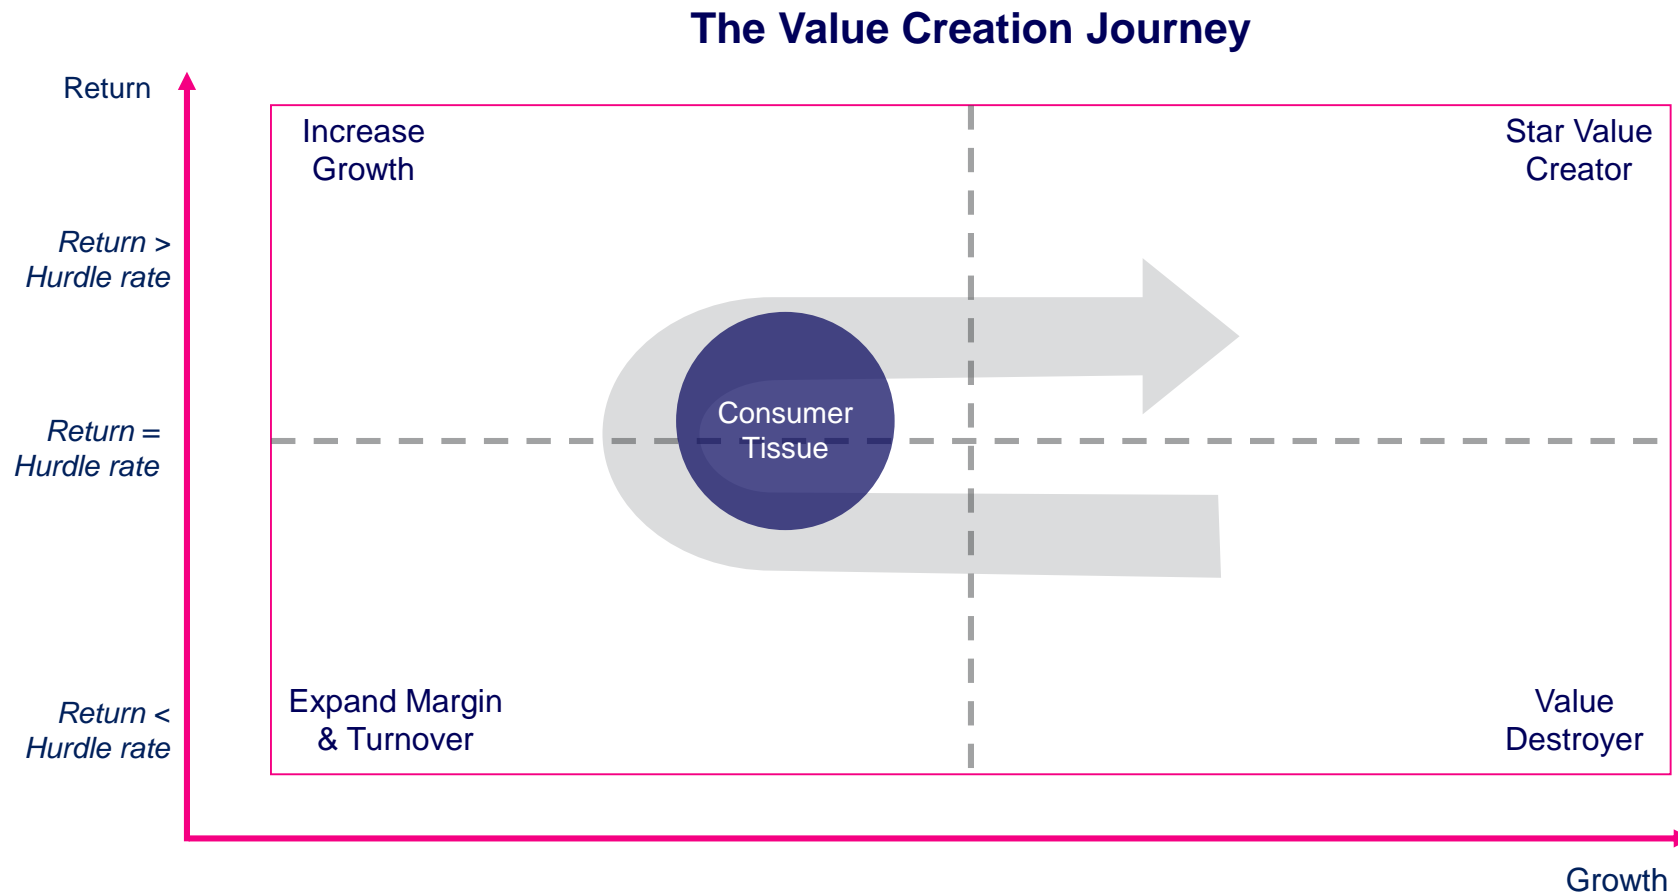 The Value Creation Journey
Return
Increase
Growth
Star Value
Creator
Return >
Hurdle rate
Return =
Hurdle rate
Consumer
Tissue
Return <
Hurdle rate
Expand Margin
& Turnover
Value
Destroyer
Growth